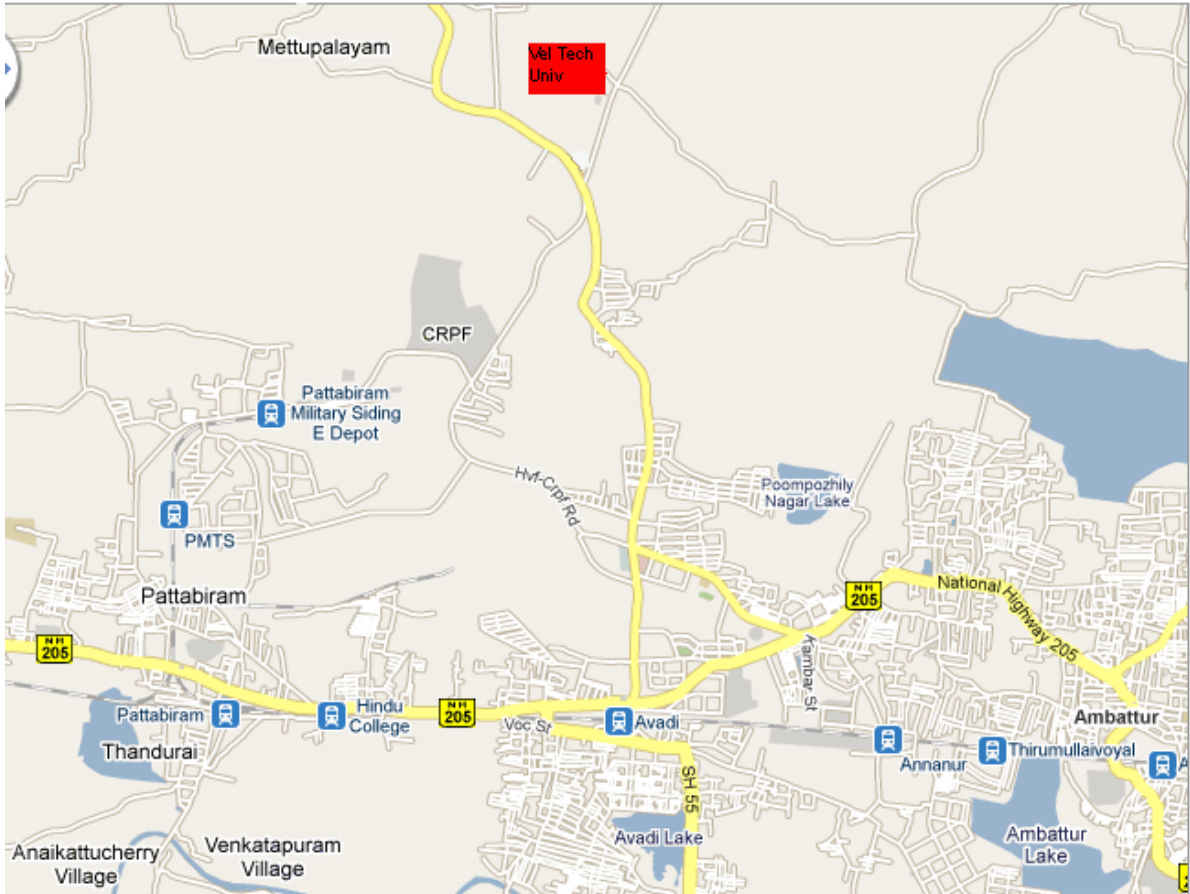 Mettupalayam
Vel Tech
Univ
CRPF
Pattabiram
Military Siding
E Depot
Hvf-Crpf Rd
Poompozhily
Nagar Lake
PMTS
Pattabiram
NH
205
National Highway 205
NH
205
Kambar St
Pattabiram
Hindu
College
NH
205
Voc St
Avadi
Ambattur
Thandurai
Annanur
Thirumullaivoyal
A
SH 55
Avadi Lake
Ambattur
Lake
Anaikattucherry
Village
Venkatapuram
Village